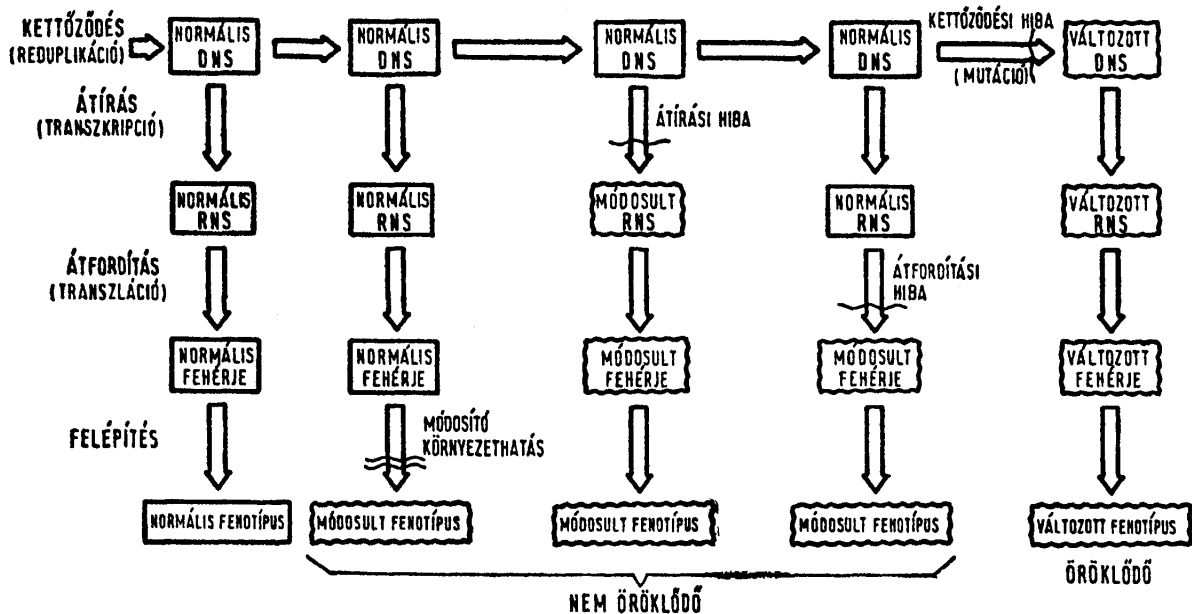 KETTŐZŐDÉS
(REDUPLIKÁCIÓ)
NORMÁLIS
DNS
NORMÁLIS
DNS
NORMÁLIS
DNS
NORMÁLIS
DNS
KETTŐZŐDÉSI HIBA
(MUTÁCIÓ)
VÁLTOZOTT
DNS
ÁTÍRÁS
(TRANSZKRIPCIÓ)
ÁTÍRÁSI HIBA
NORMÁLIS
RNS
NORMÁLIS
RNS
MÓDOSULT
RNS
NORMÁLIS
RNS
VÁLTOZOTT
RNS
ÁTFORDÍTÁS
(TRANSZLÁCIÓ)
ÁTFORDÍTÁSI
HIBA
NORMÁLIS
FEHÉRJE
NORMÁLIS
FEHÉRJE
MÓDOSULT
FEHÉRJE
MÓDOSULT
FEHÉRJE
VÁLTOZOTT
FEHÉRJE
FELÉPÍTÉS
MÓDOSÍTÓ
KÖRNYEZETHATÁS
NORMÁLIS FENOTÍPUS
MÓDOSULT FENOTÍPUS
MÓDOSULT FENOTÍPUS
MÓDOSULT FENOTÍPUS
VÁLTOZOTT FENOTÍPUS
NEM ÖRÖKLŐDŐ
ÖRÖKLŐDŐ